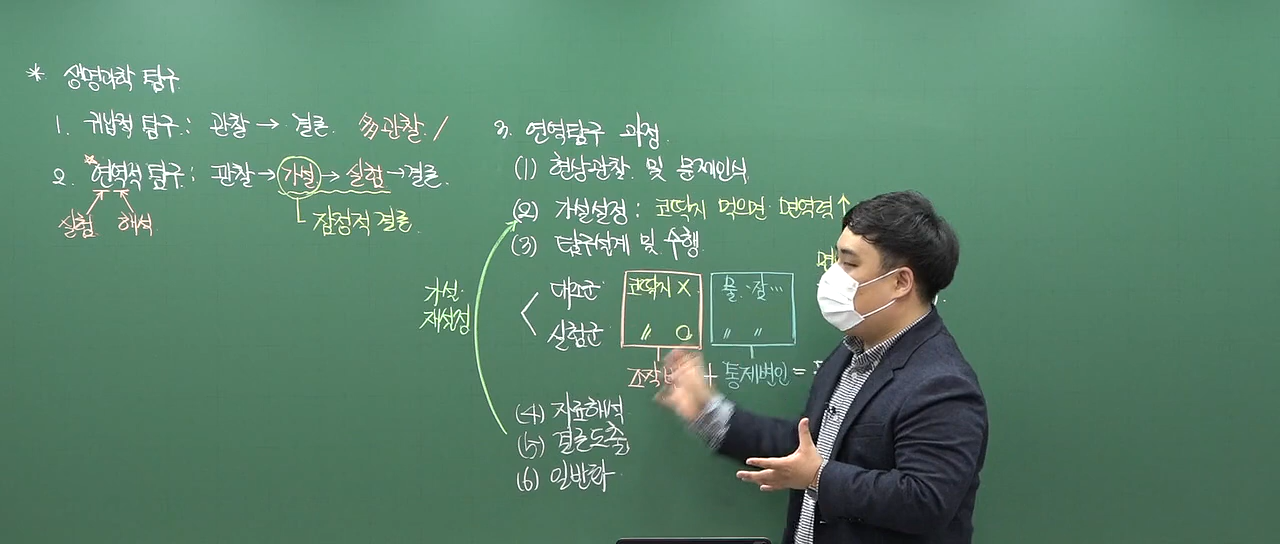 * 생명과학 탐구
1. 귀납적 탐구 : 관찰 → 결론 多관찰 /
2. *연역적 탐구 : 관찰 → 가설 → 실험 → 결론.
실험 해석
잠정적 결론.
3. 연역탐구 과정.
(1) 현상관찰 및 문제인식
(2) 가설설정 : 코딱지 먹으면 면역력↑
(3) 탐구설계 및 수행
대조군 코딱지 X 물·잠…
실험군 〃 O 〃 〃
조작 + 통제변인 =
(4) 자료해석
(5) 결론도출
(6) 일반화
가설
재설정